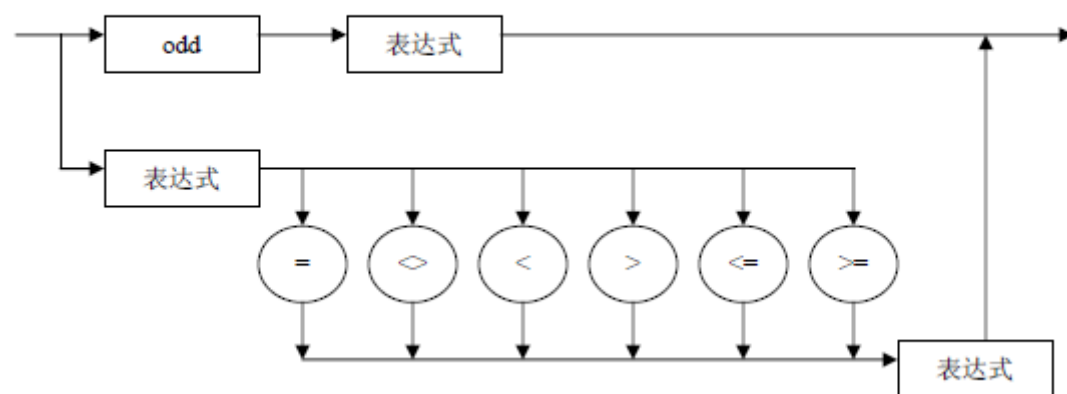 odd
表达式
表达式
=
<>
<
>
<=
>=
表达式